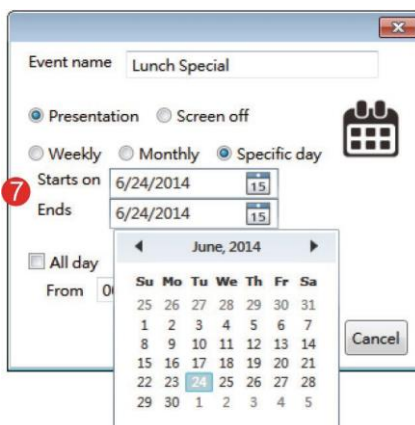 Event name Lunch Special
Presentation Screen off
Weekly Monthly Specific day
7
Starts on 6/24/2014 15
Ends 6/24/2014 15
June, 2014
All day
Su Mo Tu We Th Fr Sa
From
25 26 27 28 29 30 31
1 2 3 4 5 6 7
8 9 10 11 12 13 14
Cancel
15 16 17 18 19 20 21
22 23 24 25 26 27 28
29 30 1 2 3 4 5